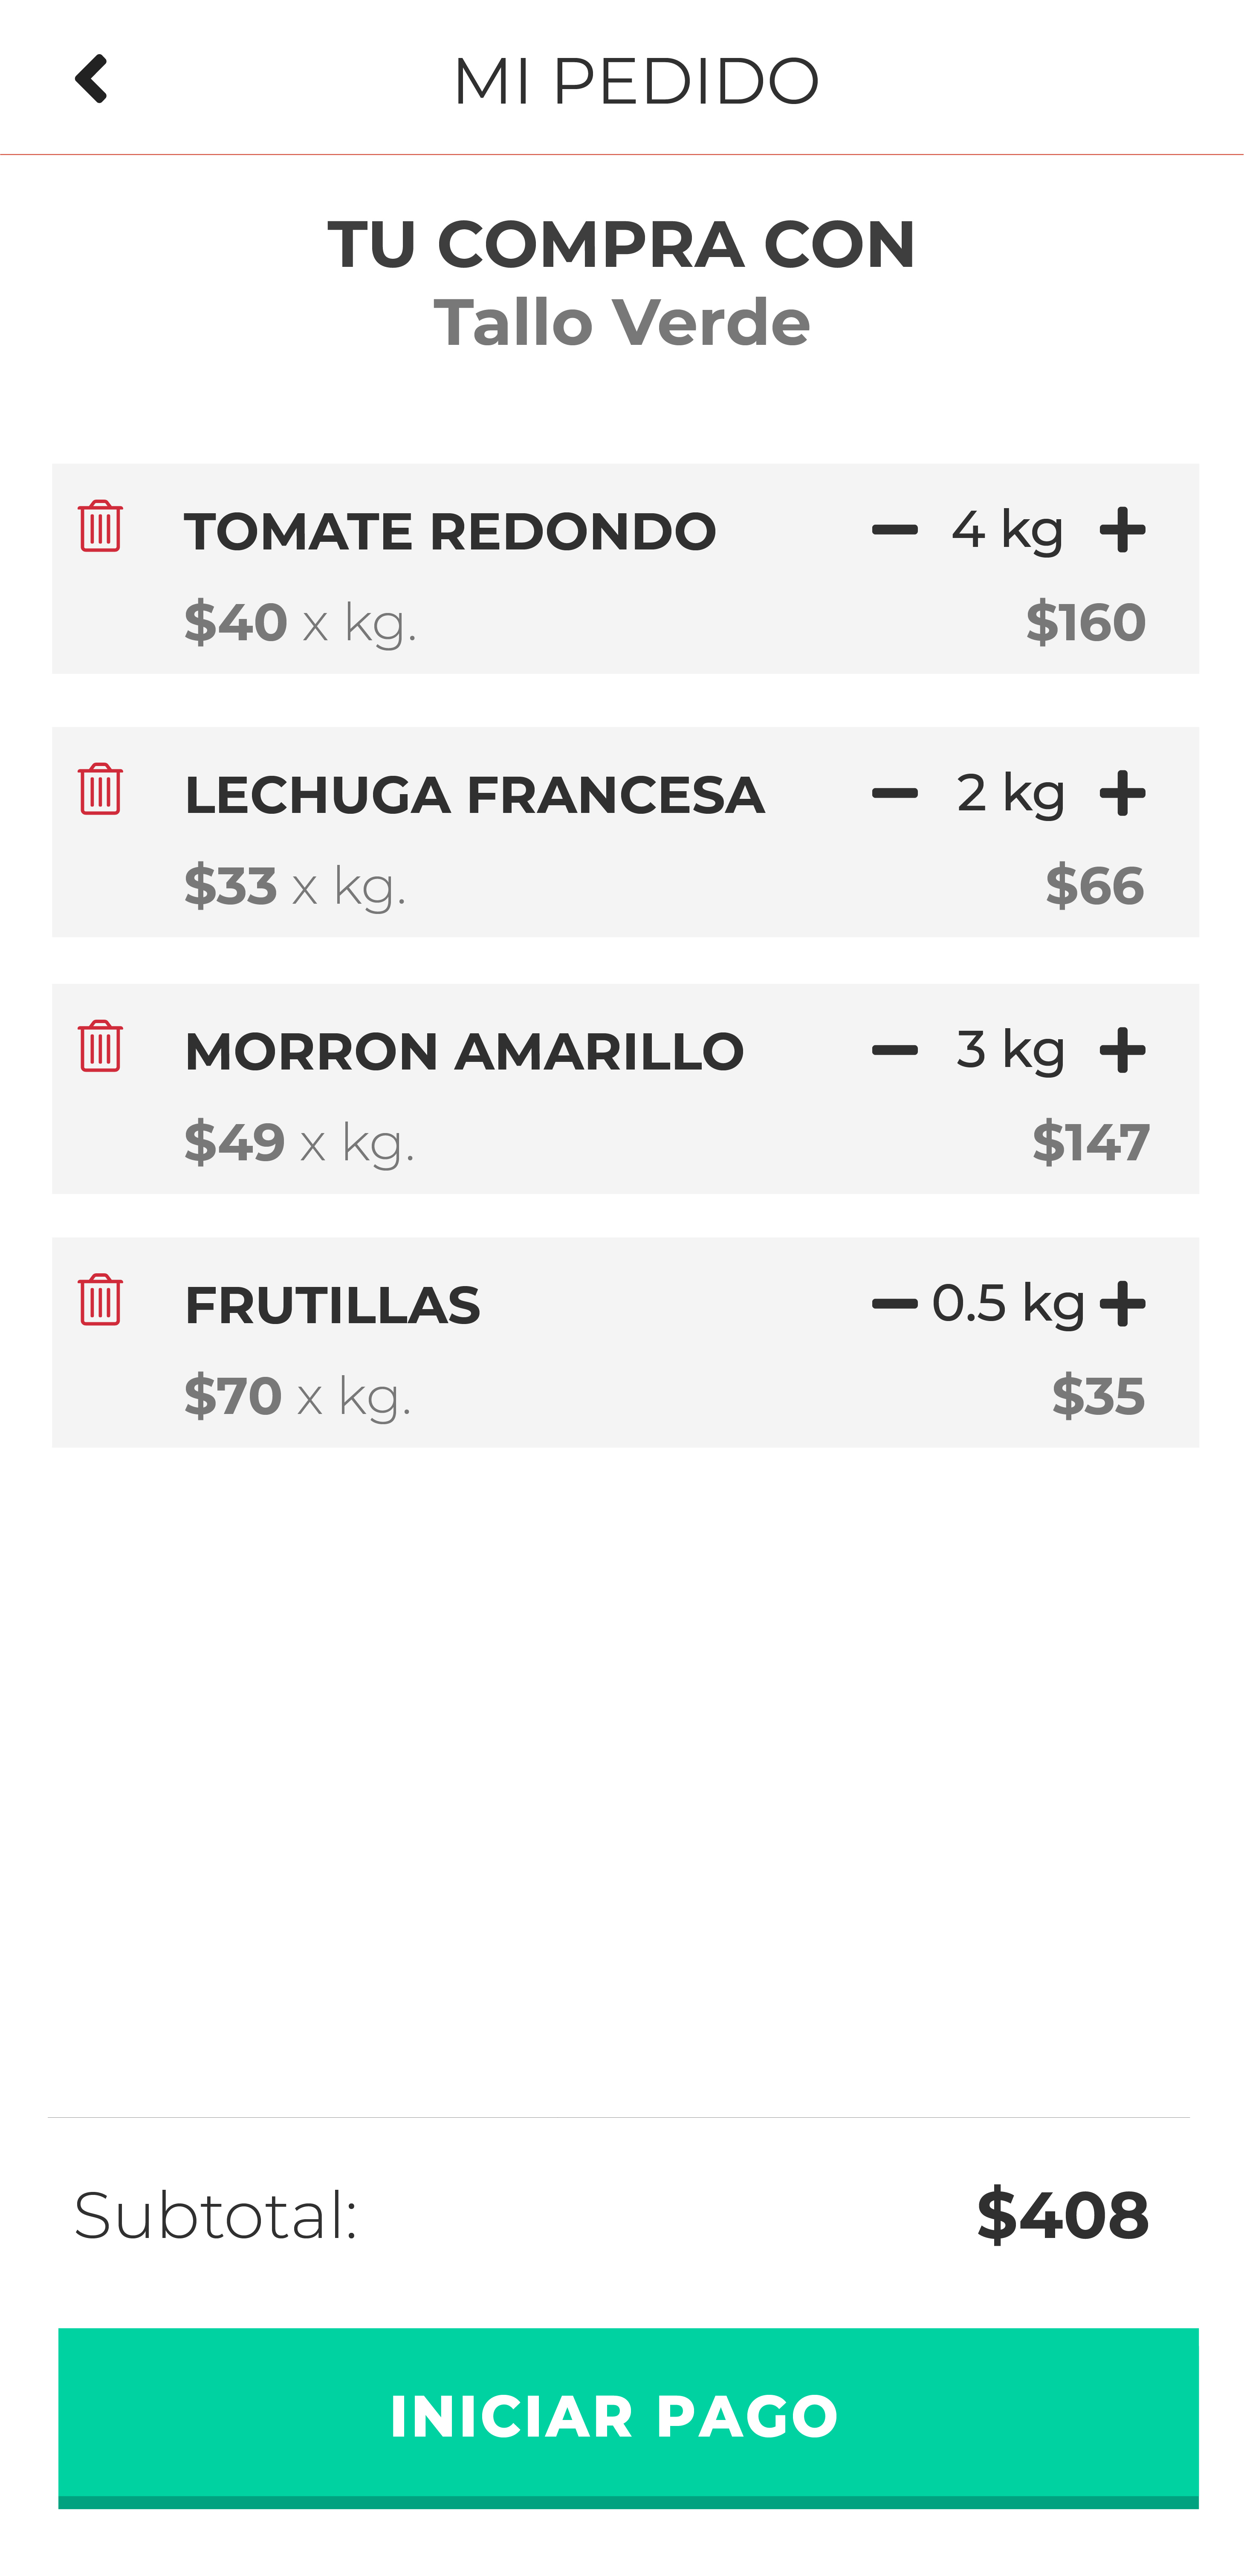 MI PEDIDO
TU COMPRA CON
Tallo Verde
TOMATE REDONDO 4 kg
$40 x kg. $160
LECHUGA FRANCESA 2 kg
$33 x kg. $66
MORRON AMARILLO 3 kg
$49 x kg. $147
FRUTILLAS 0.5 kg
$70 x kg. $35
Subtotal: $408
INICIAR PAGO